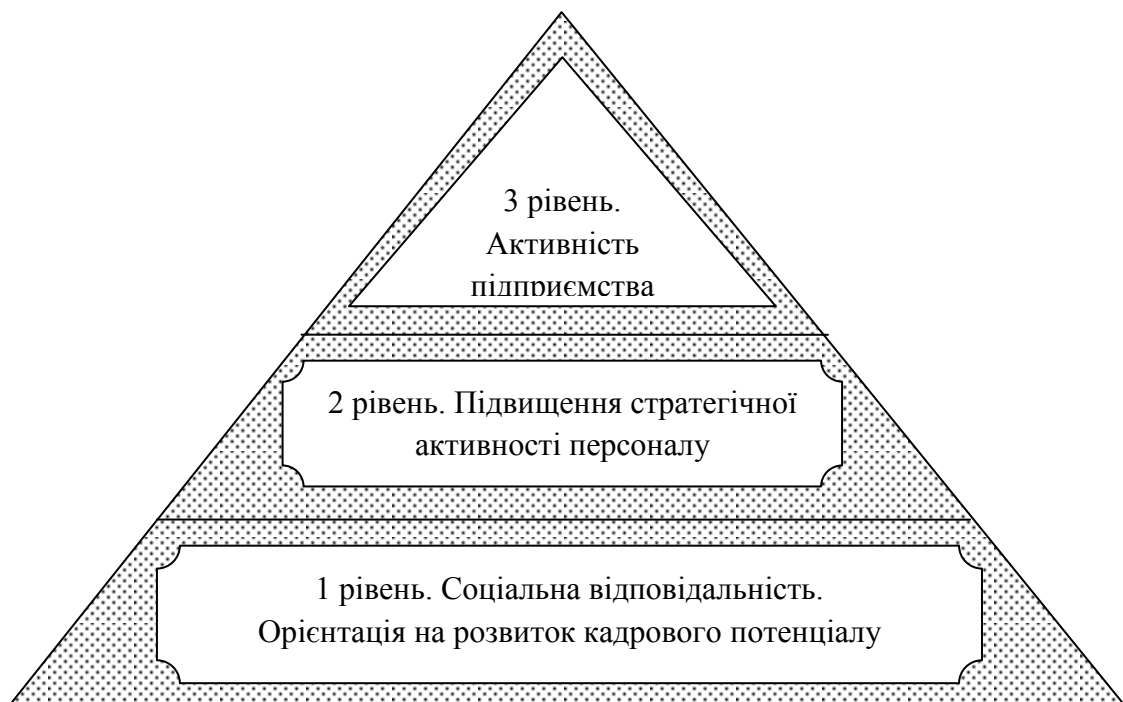 3 рівень.
Активність
підприємства
2 рівень. Підвищення стратегічної
активності персоналу
1 рівень. Соціальна відповідальність.
Орієнтація на розвиток кадрового потенціалу